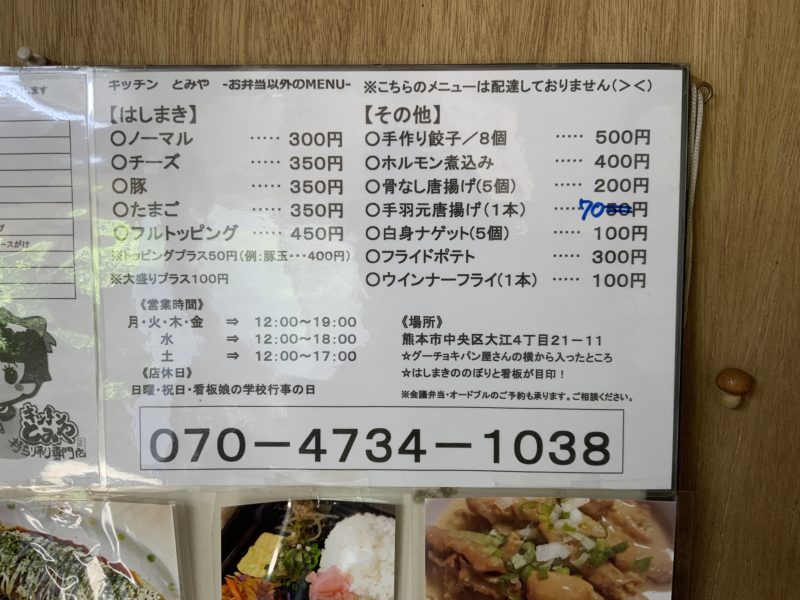 キッチン とみや -お弁当以外のMENU- ※こちらのメニューは配達しておりません(＞＜)
【はしまき】
○ノーマル ····· 300円
○チーズ ····· 350円
○豚 ····· 350円
○たまご ····· 350円
○フルトッピング ····· 450円
※トッピングプラス50円(例:豚玉･･･400円)
※大盛りプラス100円
《営業時間》
月・火・木・金 ⇒ 12:00～19:00
水 ⇒ 12:00～18:00
土 ⇒ 12:00～17:00
《店休日》
日曜・祝日・看板娘の学校行事の日
【その他】
○手作り餃子／8個 ····· 500円
○ホルモン煮込み ····· 400円
○骨なし唐揚げ(5個) ····· 200円
○手羽元唐揚げ(1本) ····· 70 50円
○白身ナゲット(5個) ····· 100円
○フライドポテト ····· 300円
○ウインナーフライ(1本) ····· 100円
《場所》
熊本市中央区大江4丁目21－11
☆グーチョキパン屋さんの横から入ったところ
☆はしまきののぼりと看板が目印！
※会議弁当・オードブルのご予約も承ります。ご相談ください。
070－4734－1038
ます
ースがけ
キッチン
とみや